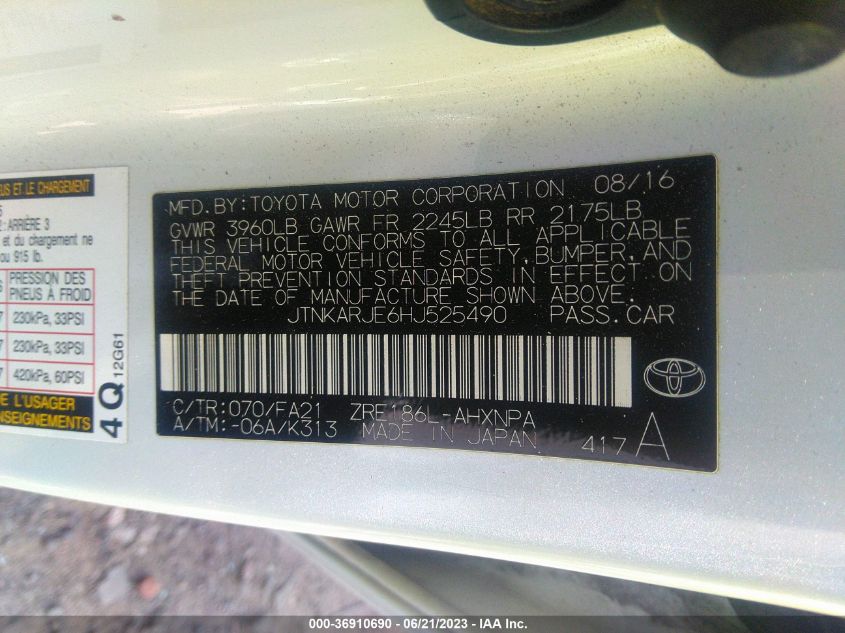 MFD.BY:TOYOTA MOTOR CORPORATION 08/16
GVWR 3960LB GAWR FR 2245LB RR 2175LB
THIS VEHICLE CONFORMS TO ALL APPLICABLE
FEDERAL MOTOR VEHICLE SAFETY,BUMPER,AND
THEFT PREVENTION STANDARDS IN EFFECT ON
THE DATE OF MANUFACTURE SHOWN ABOVE.
JTNKARJE6HJ525490 PASS.CAR
C/TR:070/FA21 ZRE186L-AHXNPA
A/TM:-06A/K313 MADE IN JAPAN 417 A
ET LE CHARGEMENT
: ARRIÈRE 3
et du chargement ne
ou 915 lb.
PRESSION DES
PNEUS À FROID
230kPa, 33PSI
230kPa, 33PSI
420kPa, 60PSI
L'USAGER
4Q 12G61
000-36910690 - 06/21/2023 - IAA Inc.